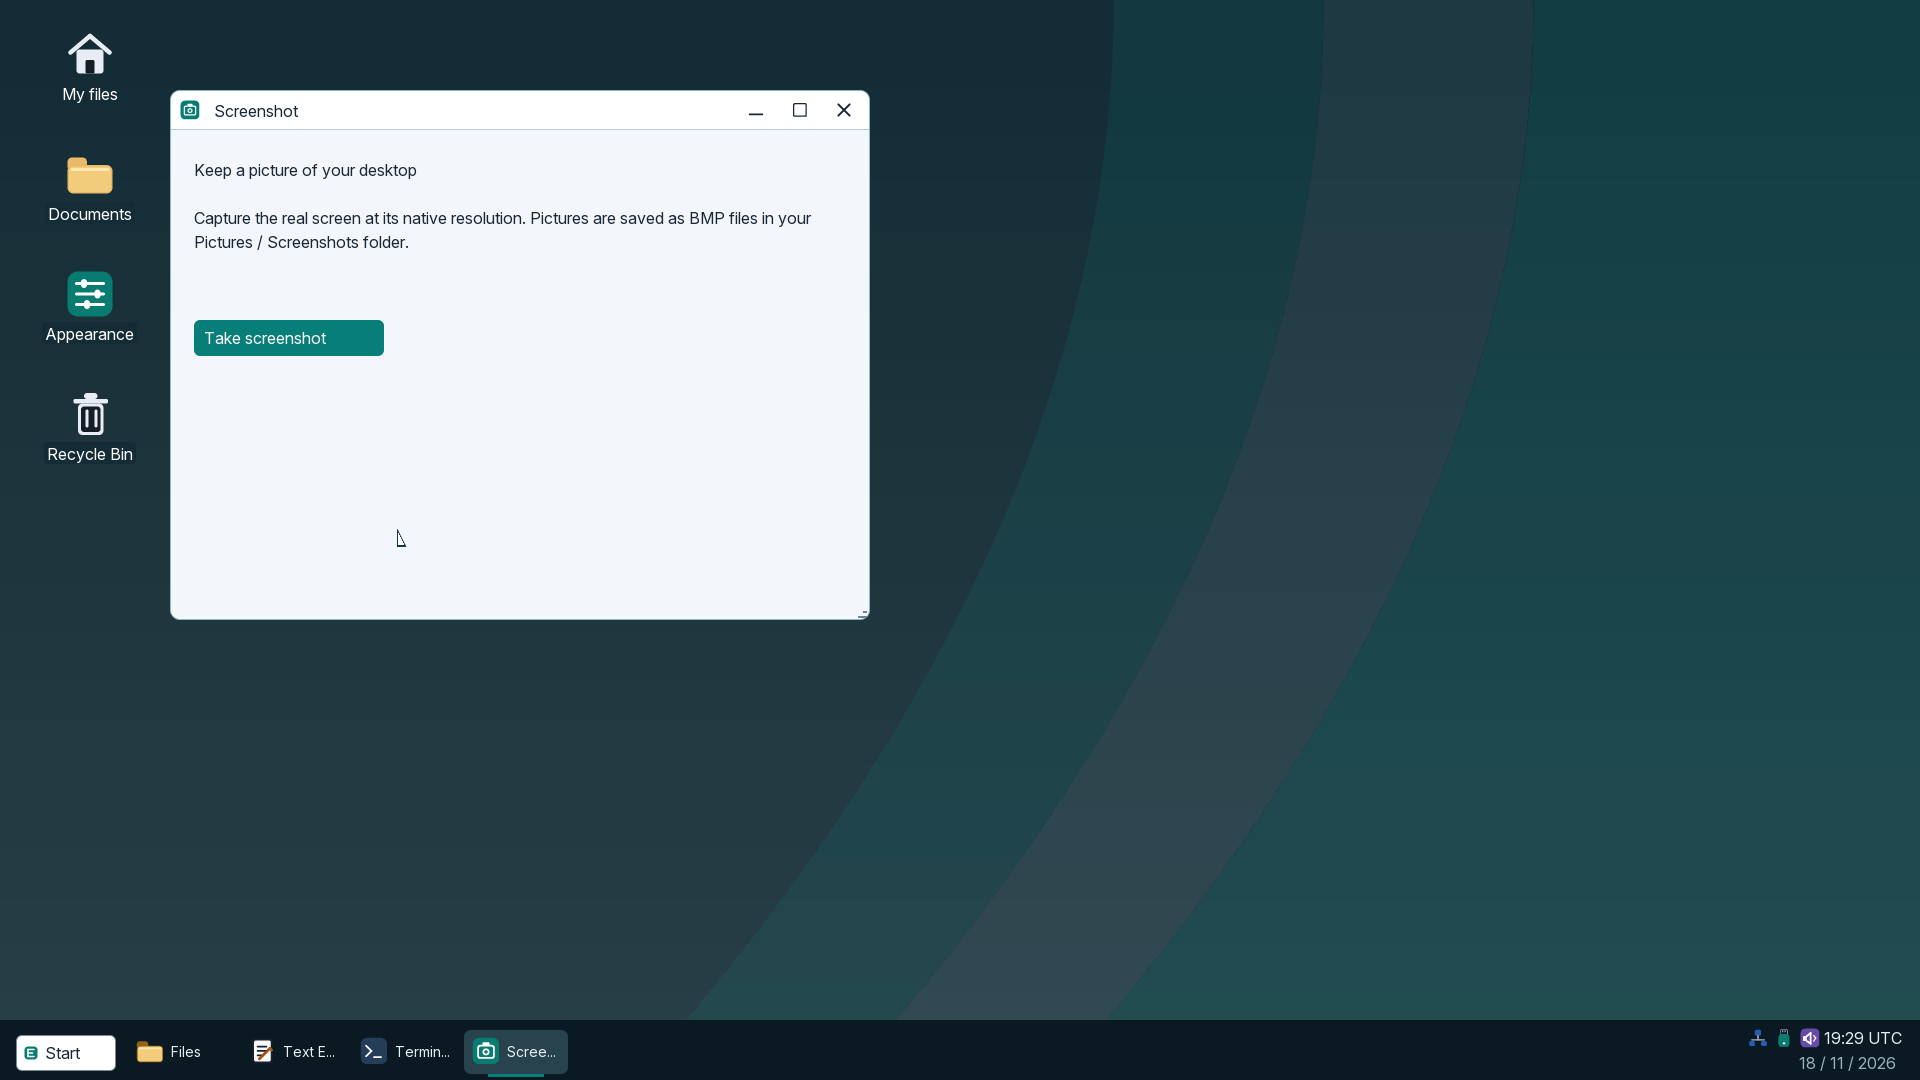 My files
Documents
Appearance
Recycle Bin
Screenshot
Keep a picture of your desktop
Capture the real screen at its native resolution. Pictures are saved as BMP files in your
Pictures / Screenshots folder.
Take screenshot
Start
Files
Text E...
Termin...
Scree...
19:29 UTC
18 / 11 / 2026